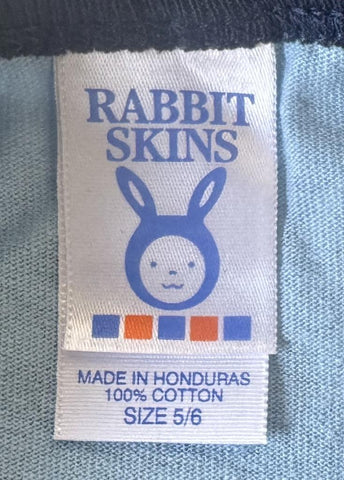 RABBIT
SKINS
MADE IN HONDURAS
100% COTTON
SIZE 5/6